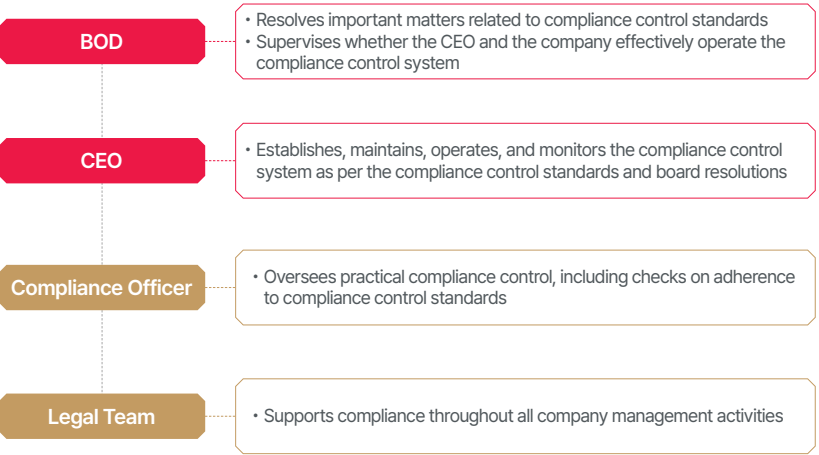 BOD
· Resolves important matters related to compliance control standards
· Supervises whether the CEO and the company effectively operate the
compliance control system
CEO
· Establishes, maintains, operates, and monitors the compliance control
system as per the compliance control standards and board resolutions
Compliance Officer
· Oversees practical compliance control, including checks on adherence
to compliance control standards
Legal Team
· Supports compliance throughout all company management activities